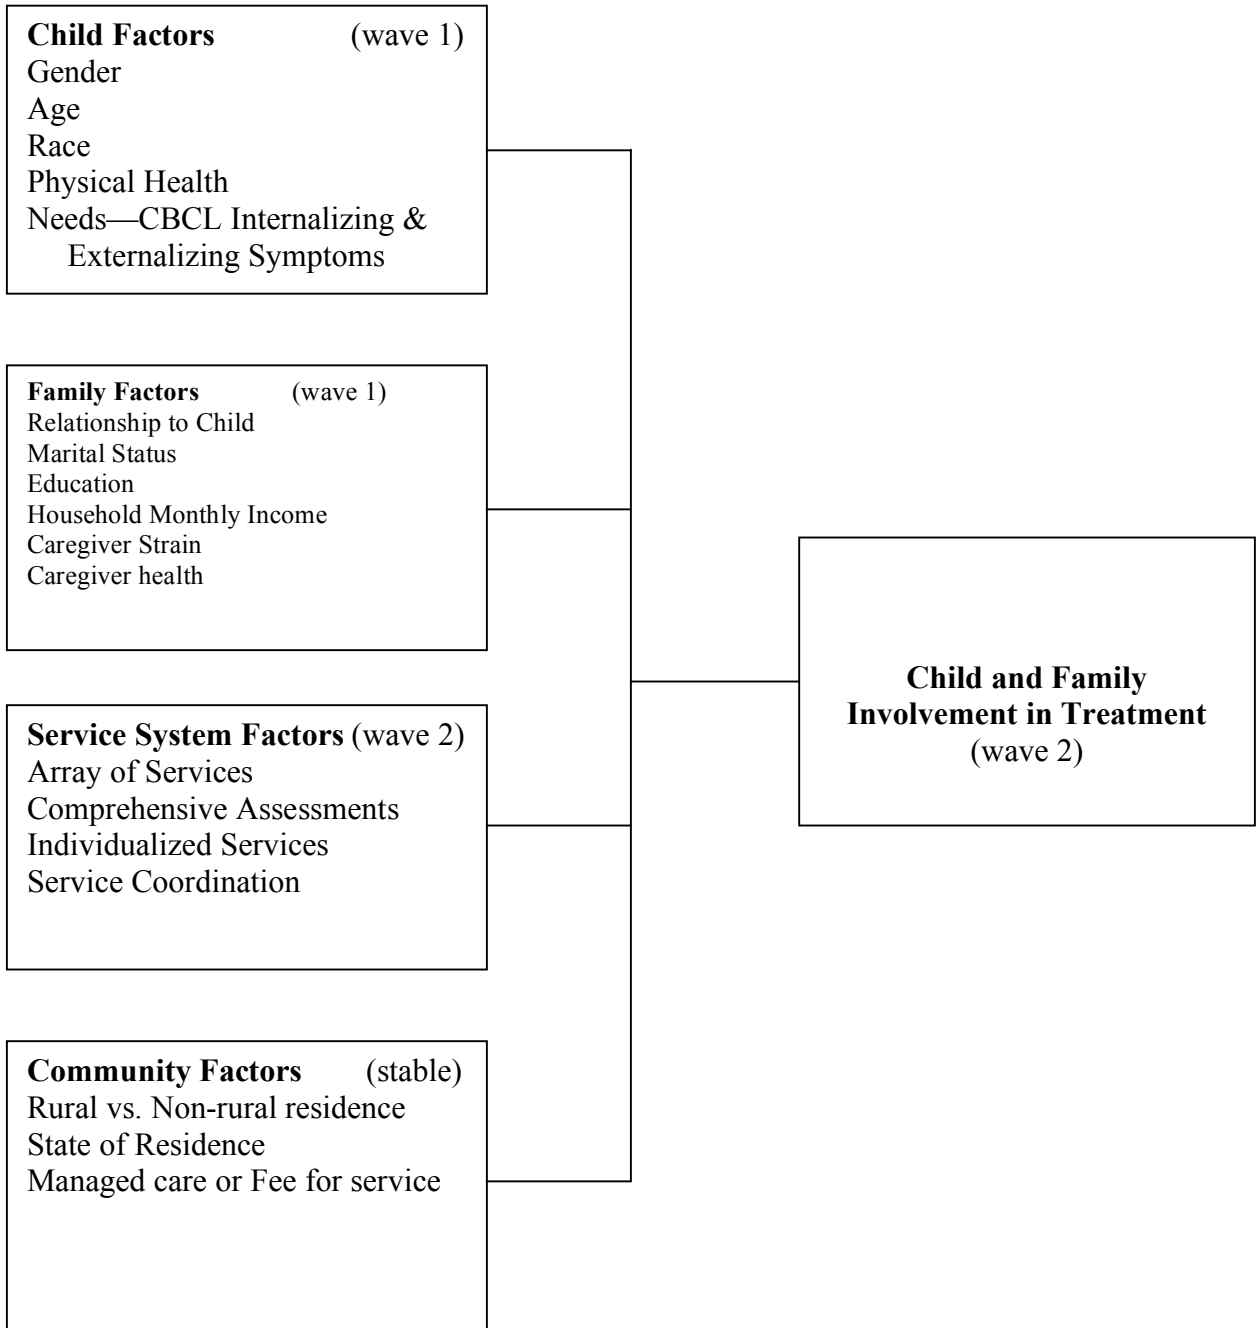 Child Factors (wave 1)
Gender
Age
Race
Physical Health
Needs—CBCL Internalizing &
Externalizing Symptoms
Family Factors (wave 1)
Relationship to Child
Marital Status
Education
Household Monthly Income
Caregiver Strain
Caregiver health
Service System Factors (wave 2)
Array of Services
Comprehensive Assessments
Individualized Services
Service Coordination
Community Factors (stable)
Rural vs. Non-rural residence
State of Residence
Managed care or Fee for service
Child and Family
Involvement in Treatment
(wave 2)